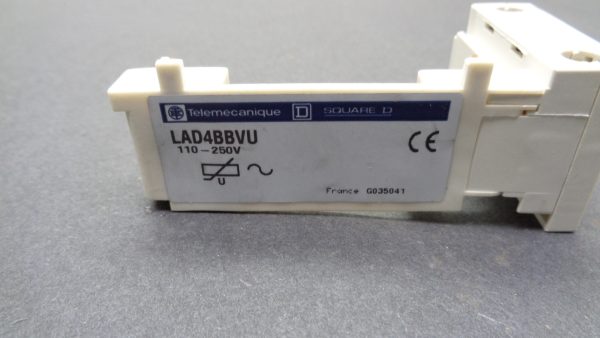 Telemecanique D SQUARE D
LAD4BBVU
110-250V
U
CE
France G035041